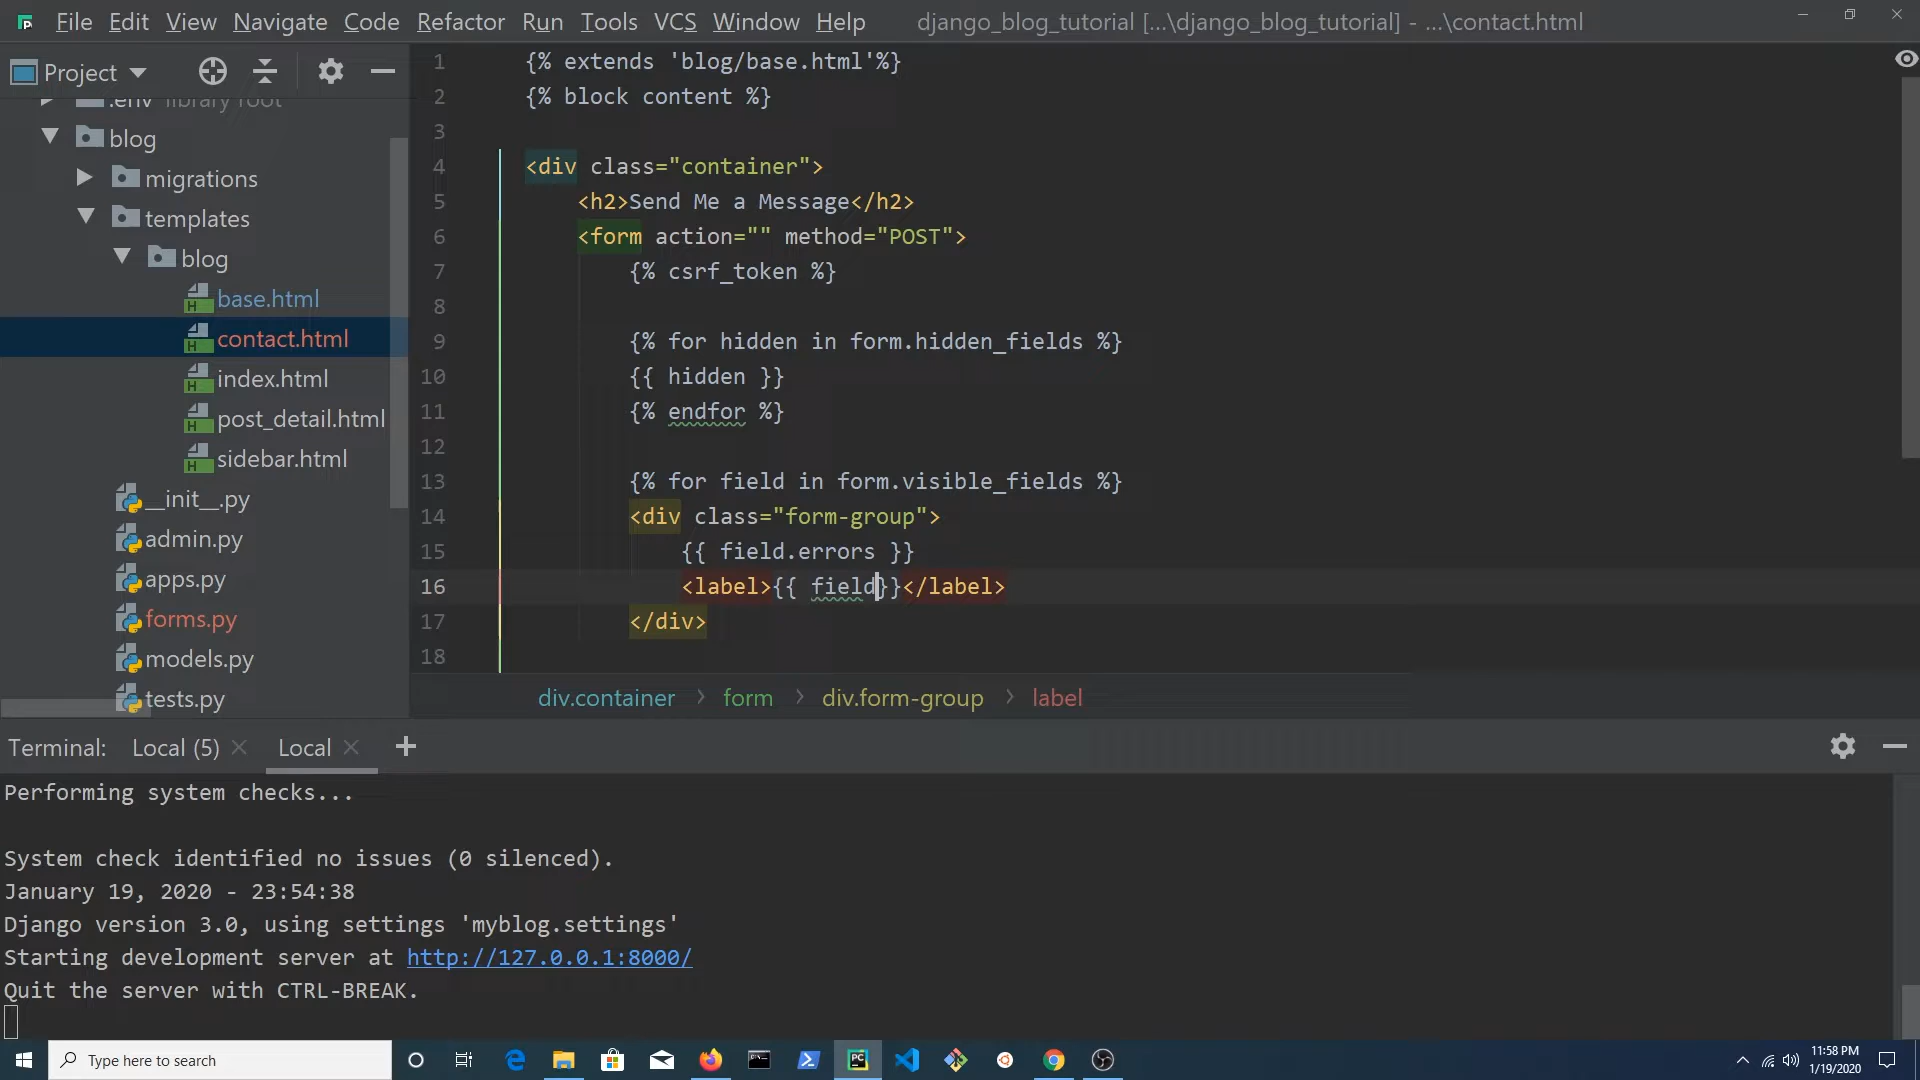 File Edit View Navigate Code Refactor Run Tools VCS Window Help django_blog_tutorial [...\django_blog_tutorial] - ...\contact.html
Project
.env library root
blog
migrations
templates
blog
base.html
contact.html
index.html
post_detail.html
sidebar.html
__init__.py
admin.py
apps.py
forms.py
models.py
tests.py
1 {% extends 'blog/base.html'%}
2 {% block content %}
3
4 <div class="container">
5 <h2>Send Me a Message</h2>
6 <form action="" method="POST">
7 {% csrf_token %}
8
9 {% for hidden in form.hidden_fields %}
10 {{ hidden }}
11 {% endfor %}
12
13 {% for field in form.visible_fields %}
14 <div class="form-group">
15 {{ field.errors }}
16 <label>{{ field}}</label>
17 </div>
18
div.container › form › div.form-group › label
Terminal: Local (5) Local
Performing system checks...
System check identified no issues (0 silenced).
January 19, 2020 - 23:54:38
Django version 3.0, using settings 'myblog.settings'
Starting development server at http://127.0.0.1:8000/
Quit the server with CTRL-BREAK.
Type here to search
11:58 PM
1/19/2020